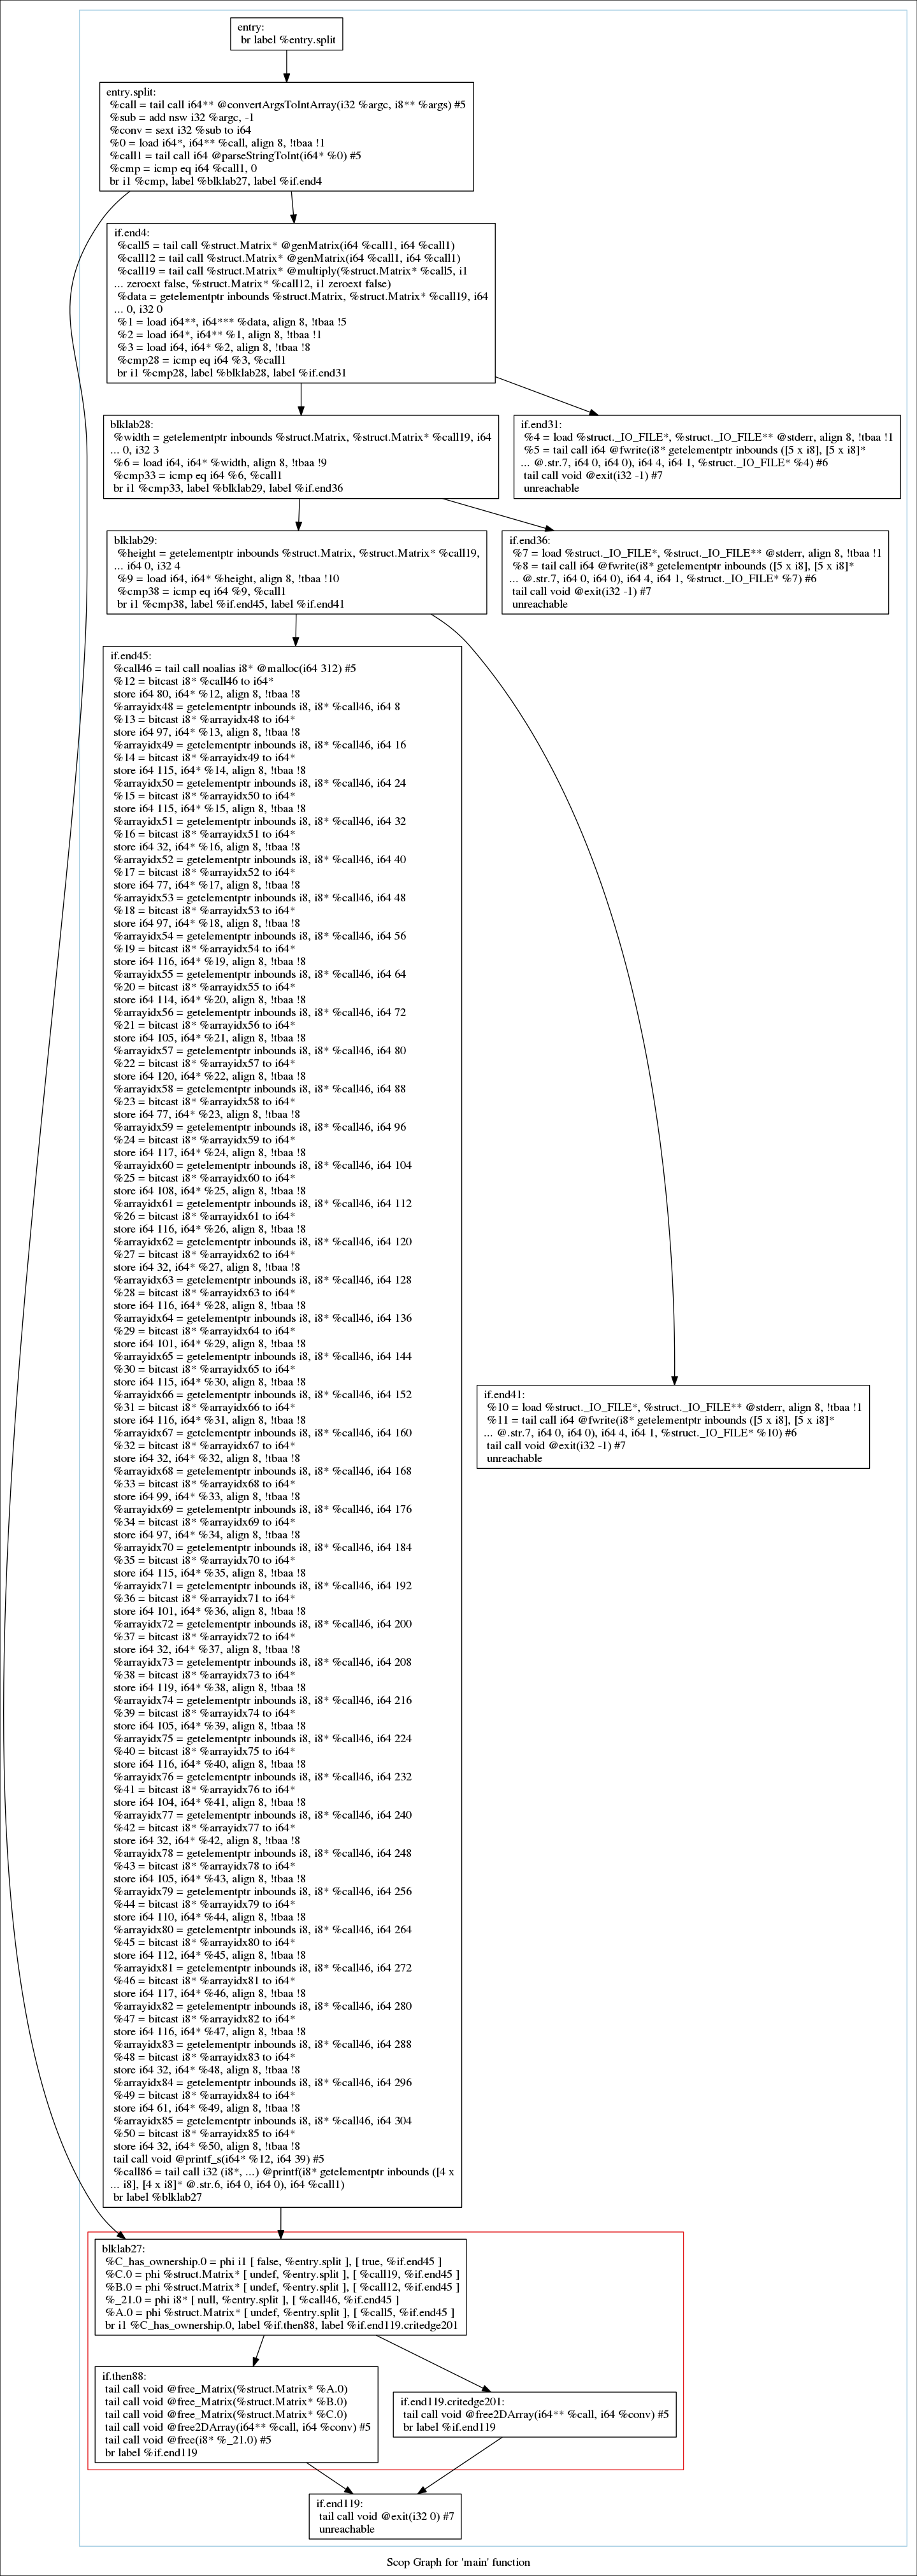 entry:
br label %entry.split
entry.split:
%call = tail call i64** @convertArgsToIntArray(i32 %argc, i8** %args) #5
%sub = add nsw i32 %argc, -1
%conv = sext i32 %sub to i64
%0 = load i64*, i64** %call, align 8, !tbaa !1
%call1 = tail call i64 @parseStringToInt(i64* %0) #5
%cmp = icmp eq i64 %call1, 0
br i1 %cmp, label %blklab27, label %if.end4
if.end4:
%call5 = tail call %struct.Matrix* @genMatrix(i64 %call1, i64 %call1)
%call12 = tail call %struct.Matrix* @genMatrix(i64 %call1, i64 %call1)
%call19 = tail call %struct.Matrix* @multiply(%struct.Matrix* %call5, i1
... zeroext false, %struct.Matrix* %call12, i1 zeroext false)
%data = getelementptr inbounds %struct.Matrix, %struct.Matrix* %call19, i64
... 0, i32 0
%1 = load i64**, i64*** %data, align 8, !tbaa !5
%2 = load i64*, i64** %1, align 8, !tbaa !1
%3 = load i64, i64* %2, align 8, !tbaa !8
%cmp28 = icmp eq i64 %3, %call1
br i1 %cmp28, label %blklab28, label %if.end31
blklab28:
%width = getelementptr inbounds %struct.Matrix, %struct.Matrix* %call19, i64
... 0, i32 3
%6 = load i64, i64* %width, align 8, !tbaa !9
%cmp33 = icmp eq i64 %6, %call1
br i1 %cmp33, label %blklab29, label %if.end36
if.end31:
%4 = load %struct._IO_FILE*, %struct._IO_FILE** @stderr, align 8, !tbaa !1
%5 = tail call i64 @fwrite(i8* getelementptr inbounds ([5 x i8], [5 x i8]*
... @.str.7, i64 0, i64 0), i64 4, i64 1, %struct._IO_FILE* %4) #6
tail call void @exit(i32 -1) #7
unreachable
blklab29:
%height = getelementptr inbounds %struct.Matrix, %struct.Matrix* %call19,
... i64 0, i32 4
%9 = load i64, i64* %height, align 8, !tbaa !10
%cmp38 = icmp eq i64 %9, %call1
br i1 %cmp38, label %if.end45, label %if.end41
if.end36:
%7 = load %struct._IO_FILE*, %struct._IO_FILE** @stderr, align 8, !tbaa !1
%8 = tail call i64 @fwrite(i8* getelementptr inbounds ([5 x i8], [5 x i8]*
... @.str.7, i64 0, i64 0), i64 4, i64 1, %struct._IO_FILE* %7) #6
tail call void @exit(i32 -1) #7
unreachable
if.end45:
%call46 = tail call noalias i8* @malloc(i64 312) #5
%12 = bitcast i8* %call46 to i64*
store i64 80, i64* %12, align 8, !tbaa !8
%arrayidx48 = getelementptr inbounds i8, i8* %call46, i64 8
%13 = bitcast i8* %arrayidx48 to i64*
store i64 97, i64* %13, align 8, !tbaa !8
%arrayidx49 = getelementptr inbounds i8, i8* %call46, i64 16
%14 = bitcast i8* %arrayidx49 to i64*
store i64 115, i64* %14, align 8, !tbaa !8
%arrayidx50 = getelementptr inbounds i8, i8* %call46, i64 24
%15 = bitcast i8* %arrayidx50 to i64*
store i64 115, i64* %15, align 8, !tbaa !8
%arrayidx51 = getelementptr inbounds i8, i8* %call46, i64 32
%16 = bitcast i8* %arrayidx51 to i64*
store i64 32, i64* %16, align 8, !tbaa !8
%arrayidx52 = getelementptr inbounds i8, i8* %call46, i64 40
%17 = bitcast i8* %arrayidx52 to i64*
store i64 77, i64* %17, align 8, !tbaa !8
%arrayidx53 = getelementptr inbounds i8, i8* %call46, i64 48
%18 = bitcast i8* %arrayidx53 to i64*
store i64 97, i64* %18, align 8, !tbaa !8
%arrayidx54 = getelementptr inbounds i8, i8* %call46, i64 56
%19 = bitcast i8* %arrayidx54 to i64*
store i64 116, i64* %19, align 8, !tbaa !8
%arrayidx55 = getelementptr inbounds i8, i8* %call46, i64 64
%20 = bitcast i8* %arrayidx55 to i64*
store i64 114, i64* %20, align 8, !tbaa !8
%arrayidx56 = getelementptr inbounds i8, i8* %call46, i64 72
%21 = bitcast i8* %arrayidx56 to i64*
store i64 105, i64* %21, align 8, !tbaa !8
%arrayidx57 = getelementptr inbounds i8, i8* %call46, i64 80
%22 = bitcast i8* %arrayidx57 to i64*
store i64 120, i64* %22, align 8, !tbaa !8
%arrayidx58 = getelementptr inbounds i8, i8* %call46, i64 88
%23 = bitcast i8* %arrayidx58 to i64*
store i64 77, i64* %23, align 8, !tbaa !8
%arrayidx59 = getelementptr inbounds i8, i8* %call46, i64 96
%24 = bitcast i8* %arrayidx59 to i64*
store i64 117, i64* %24, align 8, !tbaa !8
%arrayidx60 = getelementptr inbounds i8, i8* %call46, i64 104
%25 = bitcast i8* %arrayidx60 to i64*
store i64 108, i64* %25, align 8, !tbaa !8
%arrayidx61 = getelementptr inbounds i8, i8* %call46, i64 112
%26 = bitcast i8* %arrayidx61 to i64*
store i64 116, i64* %26, align 8, !tbaa !8
%arrayidx62 = getelementptr inbounds i8, i8* %call46, i64 120
%27 = bitcast i8* %arrayidx62 to i64*
store i64 32, i64* %27, align 8, !tbaa !8
%arrayidx63 = getelementptr inbounds i8, i8* %call46, i64 128
%28 = bitcast i8* %arrayidx63 to i64*
store i64 116, i64* %28, align 8, !tbaa !8
%arrayidx64 = getelementptr inbounds i8, i8* %call46, i64 136
%29 = bitcast i8* %arrayidx64 to i64*
store i64 101, i64* %29, align 8, !tbaa !8
%arrayidx65 = getelementptr inbounds i8, i8* %call46, i64 144
%30 = bitcast i8* %arrayidx65 to i64*
store i64 115, i64* %30, align 8, !tbaa !8
%arrayidx66 = getelementptr inbounds i8, i8* %call46, i64 152
%31 = bitcast i8* %arrayidx66 to i64*
store i64 116, i64* %31, align 8, !tbaa !8
%arrayidx67 = getelementptr inbounds i8, i8* %call46, i64 160
%32 = bitcast i8* %arrayidx67 to i64*
store i64 32, i64* %32, align 8, !tbaa !8
%arrayidx68 = getelementptr inbounds i8, i8* %call46, i64 168
%33 = bitcast i8* %arrayidx68 to i64*
store i64 99, i64* %33, align 8, !tbaa !8
%arrayidx69 = getelementptr inbounds i8, i8* %call46, i64 176
%34 = bitcast i8* %arrayidx69 to i64*
store i64 97, i64* %34, align 8, !tbaa !8
%arrayidx70 = getelementptr inbounds i8, i8* %call46, i64 184
%35 = bitcast i8* %arrayidx70 to i64*
store i64 115, i64* %35, align 8, !tbaa !8
%arrayidx71 = getelementptr inbounds i8, i8* %call46, i64 192
%36 = bitcast i8* %arrayidx71 to i64*
store i64 101, i64* %36, align 8, !tbaa !8
%arrayidx72 = getelementptr inbounds i8, i8* %call46, i64 200
%37 = bitcast i8* %arrayidx72 to i64*
store i64 32, i64* %37, align 8, !tbaa !8
%arrayidx73 = getelementptr inbounds i8, i8* %call46, i64 208
%38 = bitcast i8* %arrayidx73 to i64*
store i64 119, i64* %38, align 8, !tbaa !8
%arrayidx74 = getelementptr inbounds i8, i8* %call46, i64 216
%39 = bitcast i8* %arrayidx74 to i64*
store i64 105, i64* %39, align 8, !tbaa !8
%arrayidx75 = getelementptr inbounds i8, i8* %call46, i64 224
%40 = bitcast i8* %arrayidx75 to i64*
store i64 116, i64* %40, align 8, !tbaa !8
%arrayidx76 = getelementptr inbounds i8, i8* %call46, i64 232
%41 = bitcast i8* %arrayidx76 to i64*
store i64 104, i64* %41, align 8, !tbaa !8
%arrayidx77 = getelementptr inbounds i8, i8* %call46, i64 240
%42 = bitcast i8* %arrayidx77 to i64*
store i64 32, i64* %42, align 8, !tbaa !8
%arrayidx78 = getelementptr inbounds i8, i8* %call46, i64 248
%43 = bitcast i8* %arrayidx78 to i64*
store i64 105, i64* %43, align 8, !tbaa !8
%arrayidx79 = getelementptr inbounds i8, i8* %call46, i64 256
%44 = bitcast i8* %arrayidx79 to i64*
store i64 110, i64* %44, align 8, !tbaa !8
%arrayidx80 = getelementptr inbounds i8, i8* %call46, i64 264
%45 = bitcast i8* %arrayidx80 to i64*
store i64 112, i64* %45, align 8, !tbaa !8
%arrayidx81 = getelementptr inbounds i8, i8* %call46, i64 272
%46 = bitcast i8* %arrayidx81 to i64*
store i64 117, i64* %46, align 8, !tbaa !8
%arrayidx82 = getelementptr inbounds i8, i8* %call46, i64 280
%47 = bitcast i8* %arrayidx82 to i64*
store i64 116, i64* %47, align 8, !tbaa !8
%arrayidx83 = getelementptr inbounds i8, i8* %call46, i64 288
%48 = bitcast i8* %arrayidx83 to i64*
store i64 32, i64* %48, align 8, !tbaa !8
%arrayidx84 = getelementptr inbounds i8, i8* %call46, i64 296
%49 = bitcast i8* %arrayidx84 to i64*
store i64 61, i64* %49, align 8, !tbaa !8
%arrayidx85 = getelementptr inbounds i8, i8* %call46, i64 304
%50 = bitcast i8* %arrayidx85 to i64*
store i64 32, i64* %50, align 8, !tbaa !8
tail call void @printf_s(i64* %12, i64 39) #5
%call86 = tail call i32 (i8*, ...) @printf(i8* getelementptr inbounds ([4 x
... i8], [4 x i8]* @.str.6, i64 0, i64 0), i64 %call1)
br label %blklab27
if.end41:
%10 = load %struct._IO_FILE*, %struct._IO_FILE** @stderr, align 8, !tbaa !1
%11 = tail call i64 @fwrite(i8* getelementptr inbounds ([5 x i8], [5 x i8]*
... @.str.7, i64 0, i64 0), i64 4, i64 1, %struct._IO_FILE* %10) #6
tail call void @exit(i32 -1) #7
unreachable
blklab27:
%C_has_ownership.0 = phi i1 [ false, %entry.split ], [ true, %if.end45 ]
%C.0 = phi %struct.Matrix* [ undef, %entry.split ], [ %call19, %if.end45 ]
%B.0 = phi %struct.Matrix* [ undef, %entry.split ], [ %call12, %if.end45 ]
%_21.0 = phi i8* [ null, %entry.split ], [ %call46, %if.end45 ]
%A.0 = phi %struct.Matrix* [ undef, %entry.split ], [ %call5, %if.end45 ]
br i1 %C_has_ownership.0, label %if.then88, label %if.end119.critedge201
if.then88:
tail call void @free_Matrix(%struct.Matrix* %A.0)
tail call void @free_Matrix(%struct.Matrix* %B.0)
tail call void @free_Matrix(%struct.Matrix* %C.0)
tail call void @free2DArray(i64** %call, i64 %conv) #5
tail call void @free(i8* %_21.0) #5
br label %if.end119
if.end119.critedge201:
tail call void @free2DArray(i64** %call, i64 %conv) #5
br label %if.end119
if.end119:
tail call void @exit(i32 0) #7
unreachable
Scop Graph for 'main' function